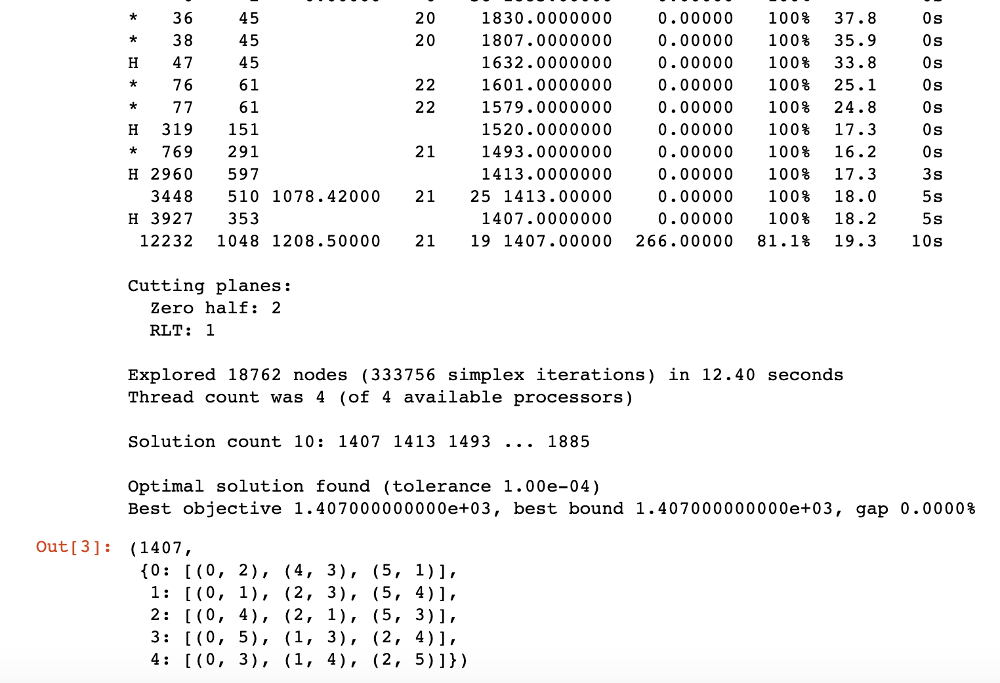 * 36 45 20 1830.0000000 0.00000 100% 37.8 0s
* 38 45 20 1807.0000000 0.00000 100% 35.9 0s
H 47 45 1632.0000000 0.00000 100% 33.8 0s
* 76 61 22 1601.0000000 0.00000 100% 25.1 0s
* 77 61 22 1579.0000000 0.00000 100% 24.8 0s
H 319 151 1520.0000000 0.00000 100% 17.3 0s
* 769 291 21 1493.0000000 0.00000 100% 16.2 0s
H 2960 597 1413.0000000 0.00000 100% 17.3 3s
3448 510 1078.42000 21 25 1413.00000 0.00000 100% 18.0 5s
H 3927 353 1407.0000000 0.00000 100% 18.2 5s
12232 1048 1208.50000 21 19 1407.00000 266.00000 81.1% 19.3 10s
Cutting planes:
Zero half: 2
RLT: 1
Explored 18762 nodes (333756 simplex iterations) in 12.40 seconds
Thread count was 4 (of 4 available processors)
Solution count 10: 1407 1413 1493 ... 1885
Optimal solution found (tolerance 1.00e-04)
Best objective 1.407000000000e+03, best bound 1.407000000000e+03, gap 0.0000%
Out[3]: (1407,
{0: [(0, 2), (4, 3), (5, 1)],
1: [(0, 1), (2, 3), (5, 4)],
2: [(0, 4), (2, 1), (5, 3)],
3: [(0, 5), (1, 3), (2, 4)],
4: [(0, 3), (1, 4), (2, 5)]})